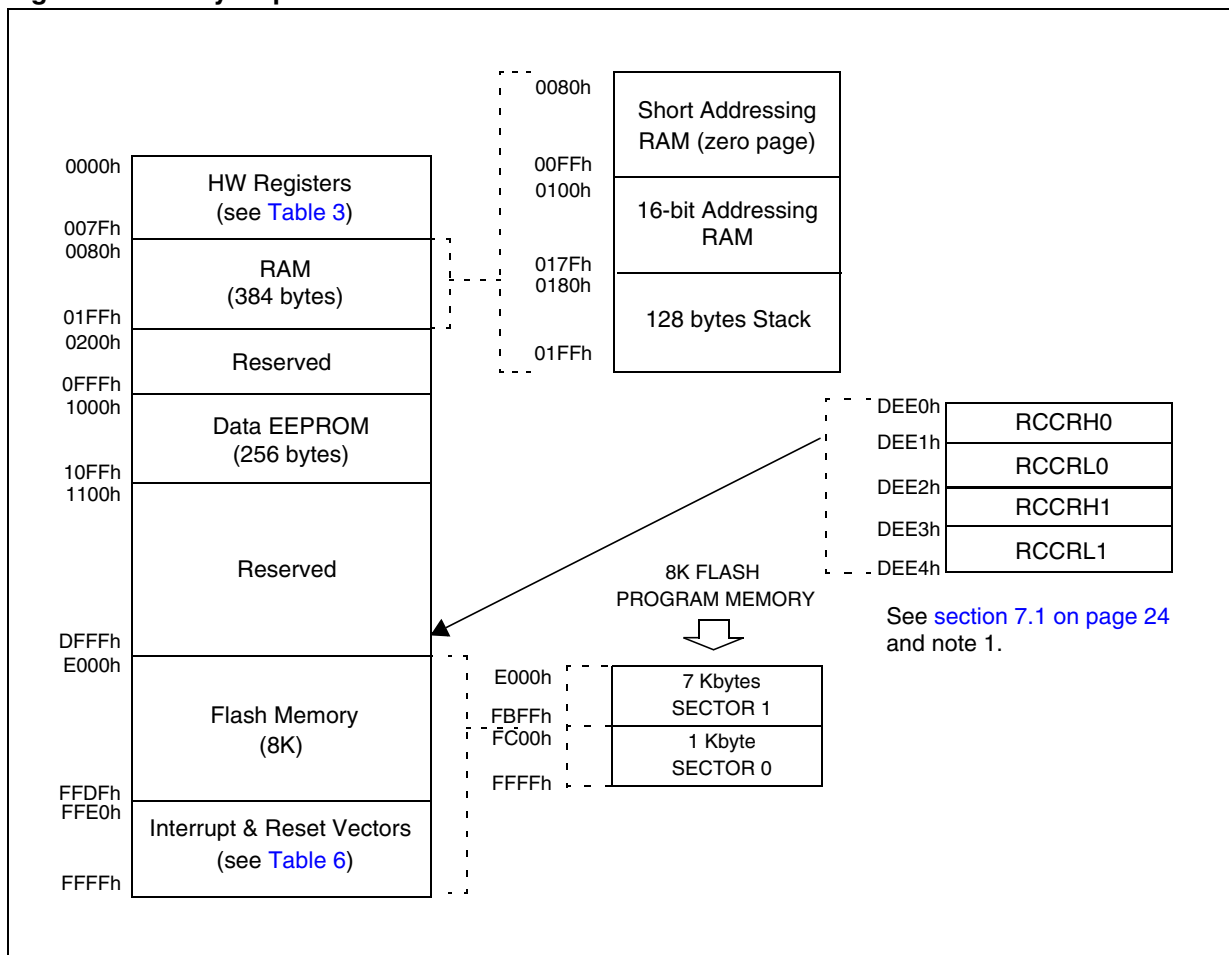 0000h
HW Registers
(see Table 3)
007Fh
0080h
RAM
(384 bytes)
01FFh
0200h
Reserved
0FFFh
1000h
Data EEPROM
(256 bytes)
10FFh
1100h
Reserved
DFFFh
E000h
Flash Memory
(8K)
FFDFh
FFE0h
Interrupt & Reset Vectors
(see Table 6)
FFFFh
0080h
Short Addressing
RAM (zero page)
00FFh
0100h
16-bit Addressing
RAM
017Fh
0180h
128 bytes Stack
01FFh
DEE0h
RCCRH0
DEE1h
RCCRL0
DEE2h
RCCRH1
DEE3h
RCCRL1
DEE4h
See section 7.1 on page 24
and note 1.
8K FLASH
PROGRAM MEMORY
E000h
7 Kbytes
SECTOR 1
FBFFh
FC00h
1 Kbyte
SECTOR 0
FFFFh